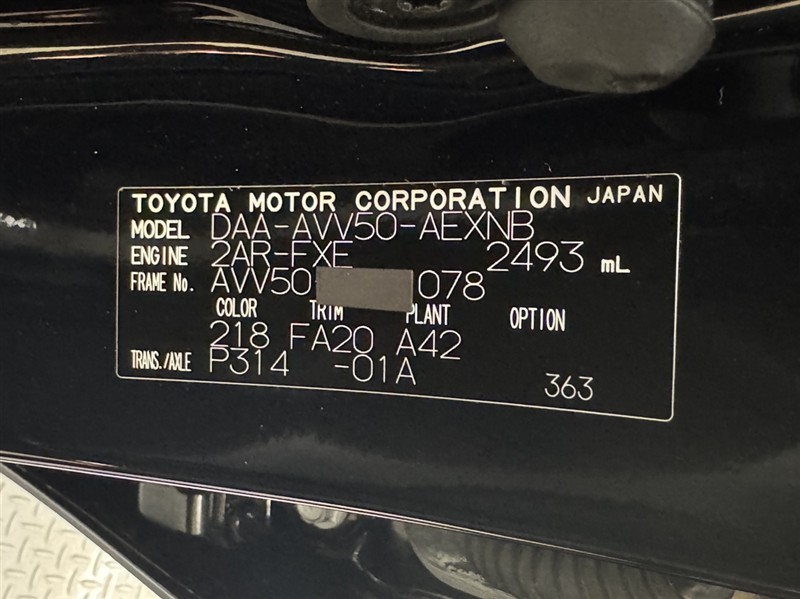 TOYOTA MOTOR CORPORATION JAPAN
MODEL DAA-AVV50-AEXNB
ENGINE 2AR-FXE 2493 mL
FRAME No. AVV50 078
COLOR TRIM PLANT OPTION
218 FA20 A42
TRANS./AXLE P314 -01A
363